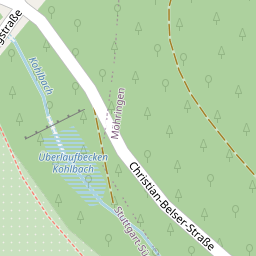 gstraße
Kohlbach
Möhringen
Überlaufbecken
Kohlbach
Christian-Belser-Straße
Stuttgart-Sü